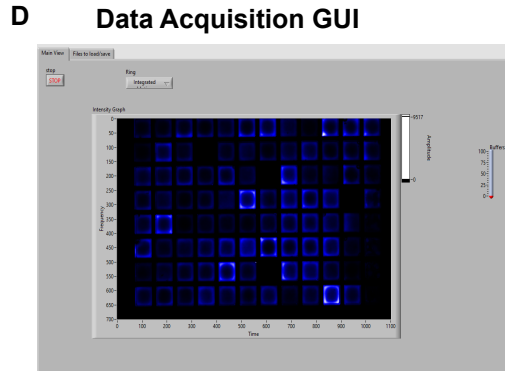 D Data Acquisition GUI
Main View Files to load/save
stop
STOP
Ring
Integrated
Intensity Graph
Frequency
0
50
100
150
200
250
300
350
400
450
500
550
600
650
700
0 100 200 300 400 500 600 700 800 900 1000 1100
Time
9517
0
Amplitude
Buffers
100
75
50
25
0